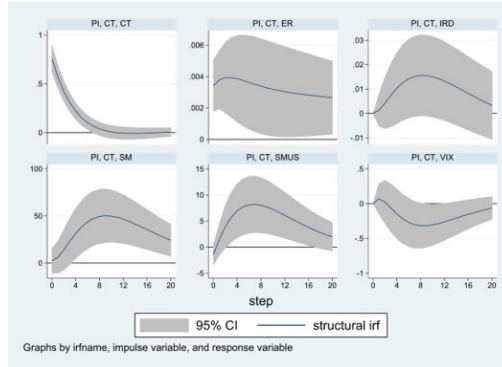 PI, CT, CT
PI, CT, ER
PI, CT, IRD
1
.5
0
.006
.004
.002
.000
.03
.02
.01
0
-.01
PI, CT, SM
PI, CT, SMUS
PI, CT, VIX
100
50
0
15
10
5
0
-5
.5
0
-.5
-1
0 4 8 12 16 20
0 4 8 12 16 20
0 4 8 12 16 20
step
95% CI
structural irf
Graphs by irfname, impulse variable, and response variable